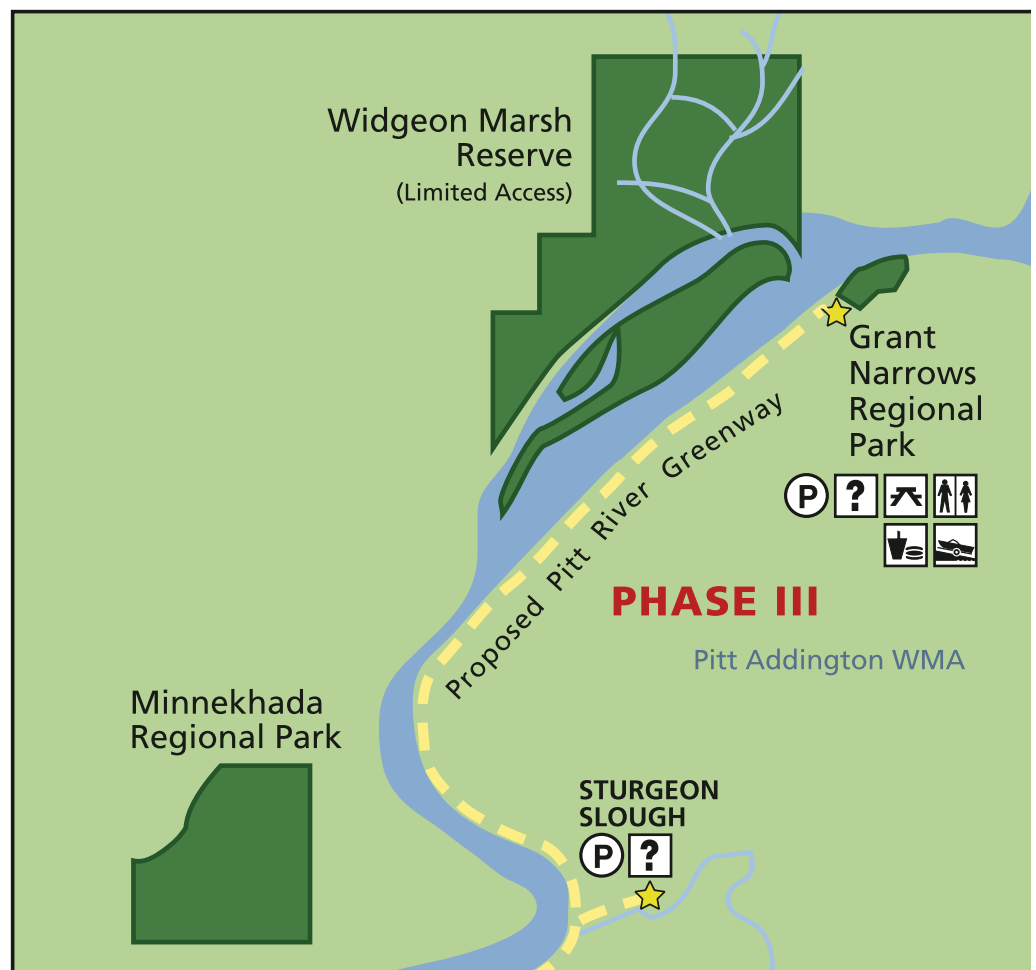 Widgeon Marsh
Reserve
(Limited Access)
Grant
Narrows
Regional
Park
P ?
Proposed Pitt River Greenway
PHASE III
Pitt Addington WMA
Minnekhada
Regional Park
STURGEON
SLOUGH
P ?